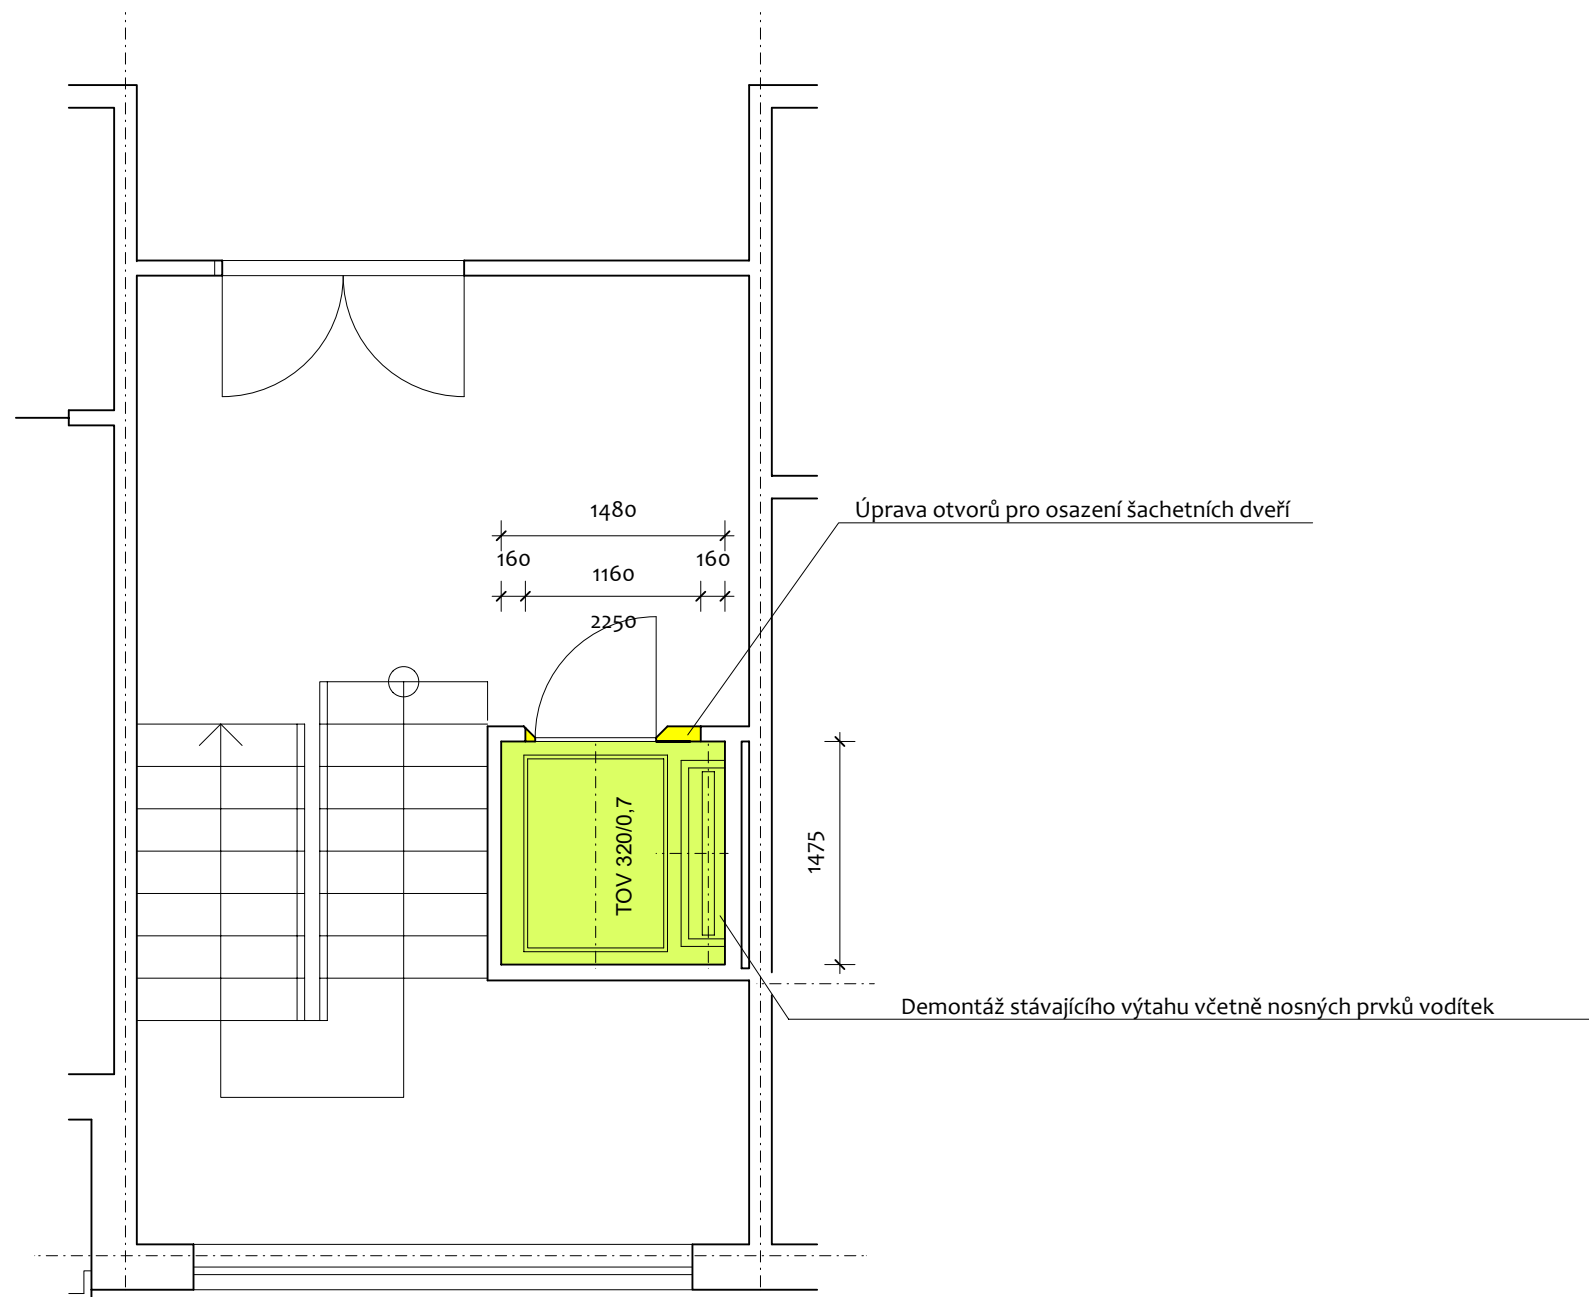 1480
Úprava otvorů pro osazení šachetních dveří
160
160
1160
2250
TOV 320/0,7
1475
Demontáž stávajícího výtahu včetně nosných prvků vodítek